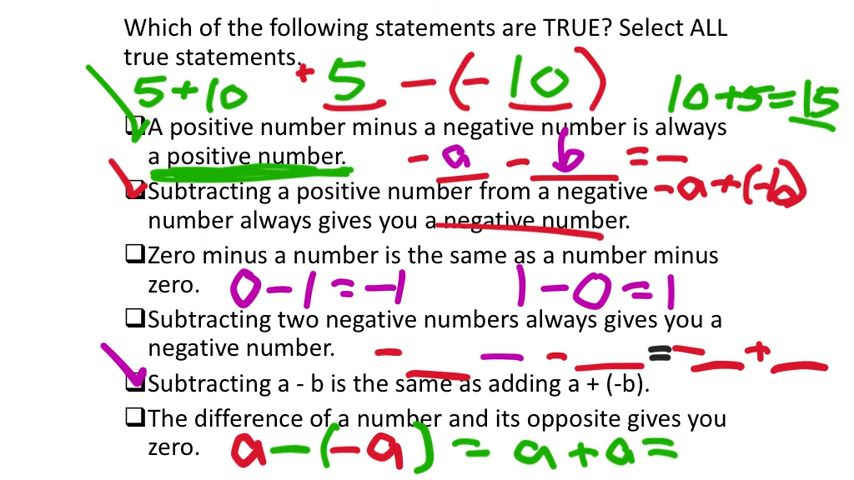 Which of the following statements are TRUE? Select ALL
true statements.
5+10 +5 - (-10) 10+5=15
❑A positive number minus a negative number is always
a positive number. -a - b = -
❑Subtracting a positive number from a negative -a+(-b)
number always gives you a negative number.
❑Zero minus a number is the same as a number minus
zero. 0-1=-1 1-0=1
❑Subtracting two negative numbers always gives you a
negative number. -__ - -__ = -__ + __
❑Subtracting a - b is the same as adding a + (-b).
❑The difference of a number and its opposite gives you
zero. a-(-a) = a+a=